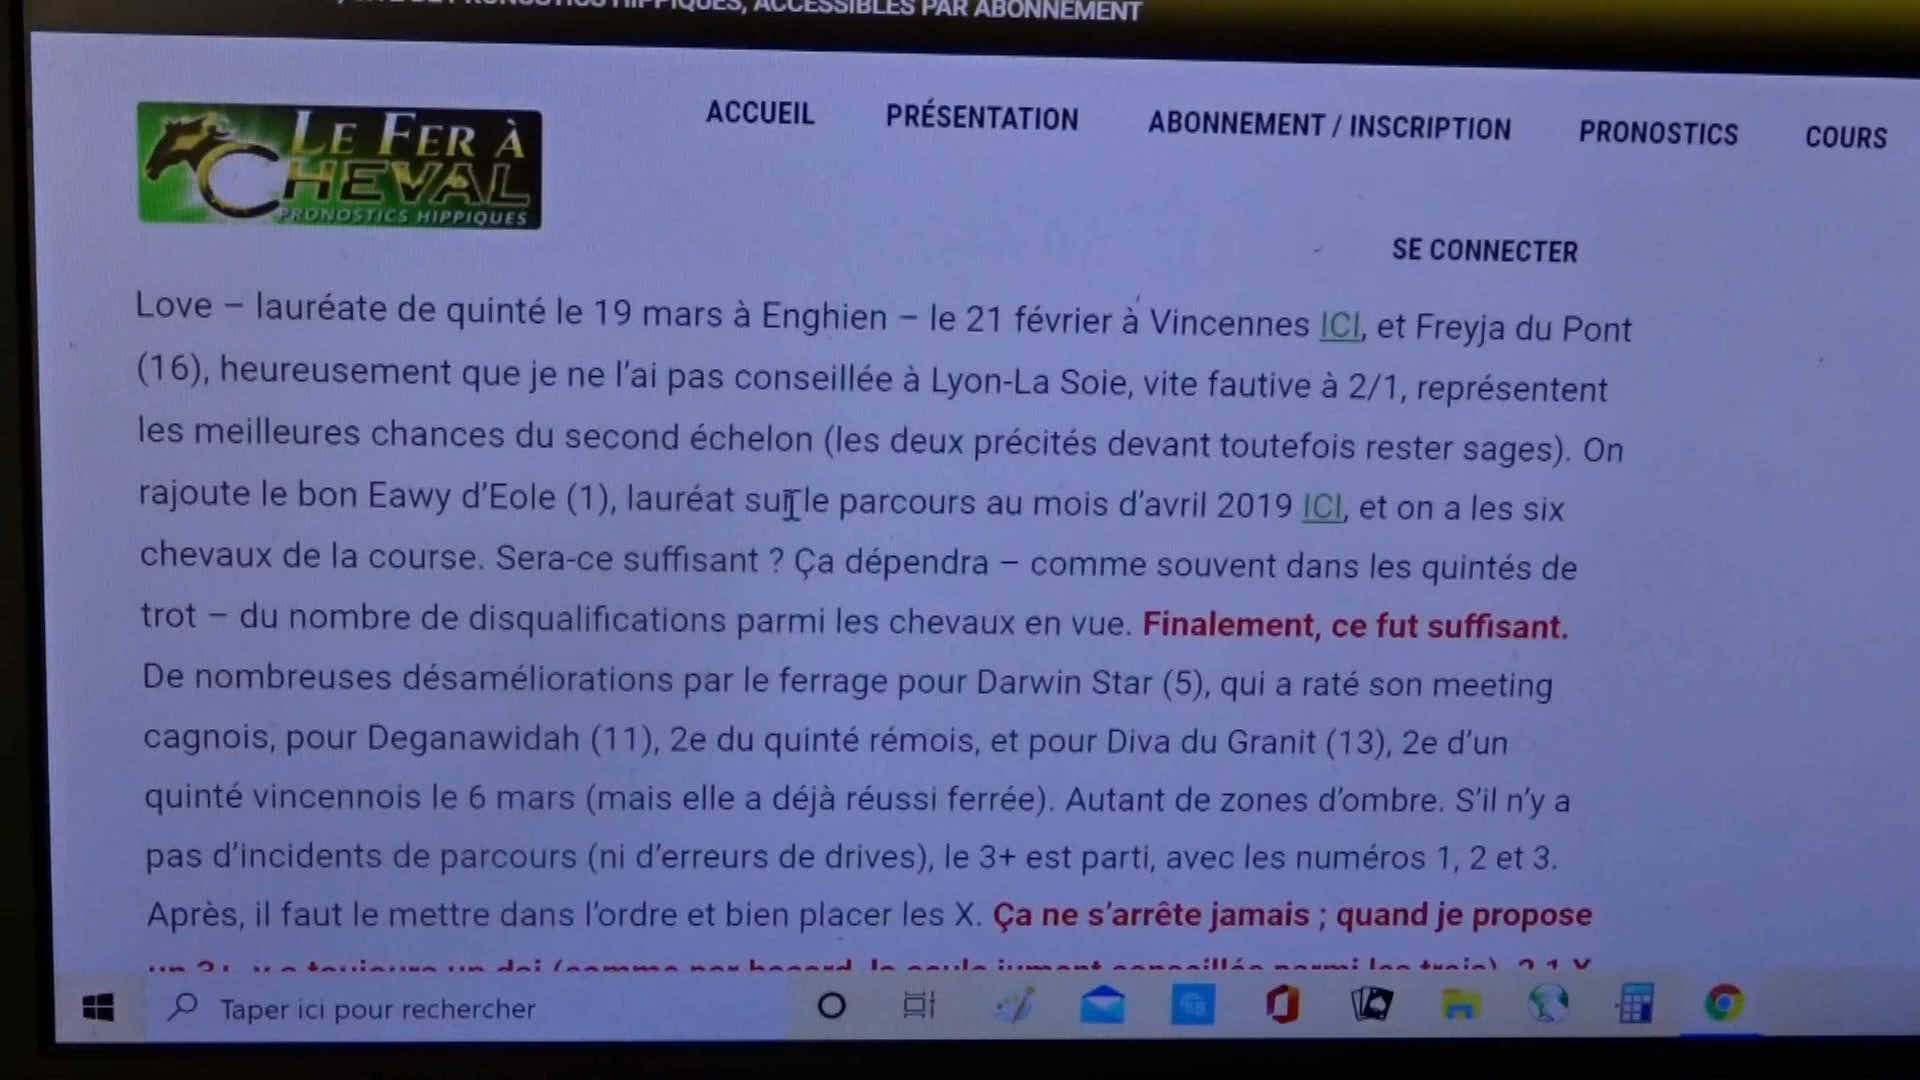 PRONOSTICS HIPPIQUES, ACCESSIBLES PAR ABONNEMENT
LE FER À
CHEVAL
PRONOSTICS HIPPIQUES
ACCUEIL PRÉSENTATION ABONNEMENT / INSCRIPTION PRONOSTICS COURS
SE CONNECTER
Love – lauréate de quinté le 19 mars à Enghien – le 21 février à Vincennes ICI, et Freyja du Pont
(16), heureusement que je ne l'ai pas conseillée à Lyon-La Soie, vite fautive à 2/1, représentent
les meilleures chances du second échelon (les deux précités devant toutefois rester sages). On
rajoute le bon Eawy d'Eole (1), lauréat sur le parcours au mois d'avril 2019 ICI, et on a les six
chevaux de la course. Sera-ce suffisant ? Ça dépendra – comme souvent dans les quintés de
trot – du nombre de disqualifications parmi les chevaux en vue. Finalement, ce fut suffisant.
De nombreuses désaméliorations par le ferrage pour Darwin Star (5), qui a raté son meeting
cagnois, pour Deganawidah (11), 2e du quinté rémois, et pour Diva du Granit (13), 2e d'un
quinté vincennois le 6 mars (mais elle a déjà réussi ferrée). Autant de zones d'ombre. S'il n'y a
pas d'incidents de parcours (ni d'erreurs de drives), le 3+ est parti, avec les numéros 1, 2 et 3.
Après, il faut le mettre dans l'ordre et bien placer les X. Ça ne s'arrête jamais ; quand je propose
Taper ici pour rechercher